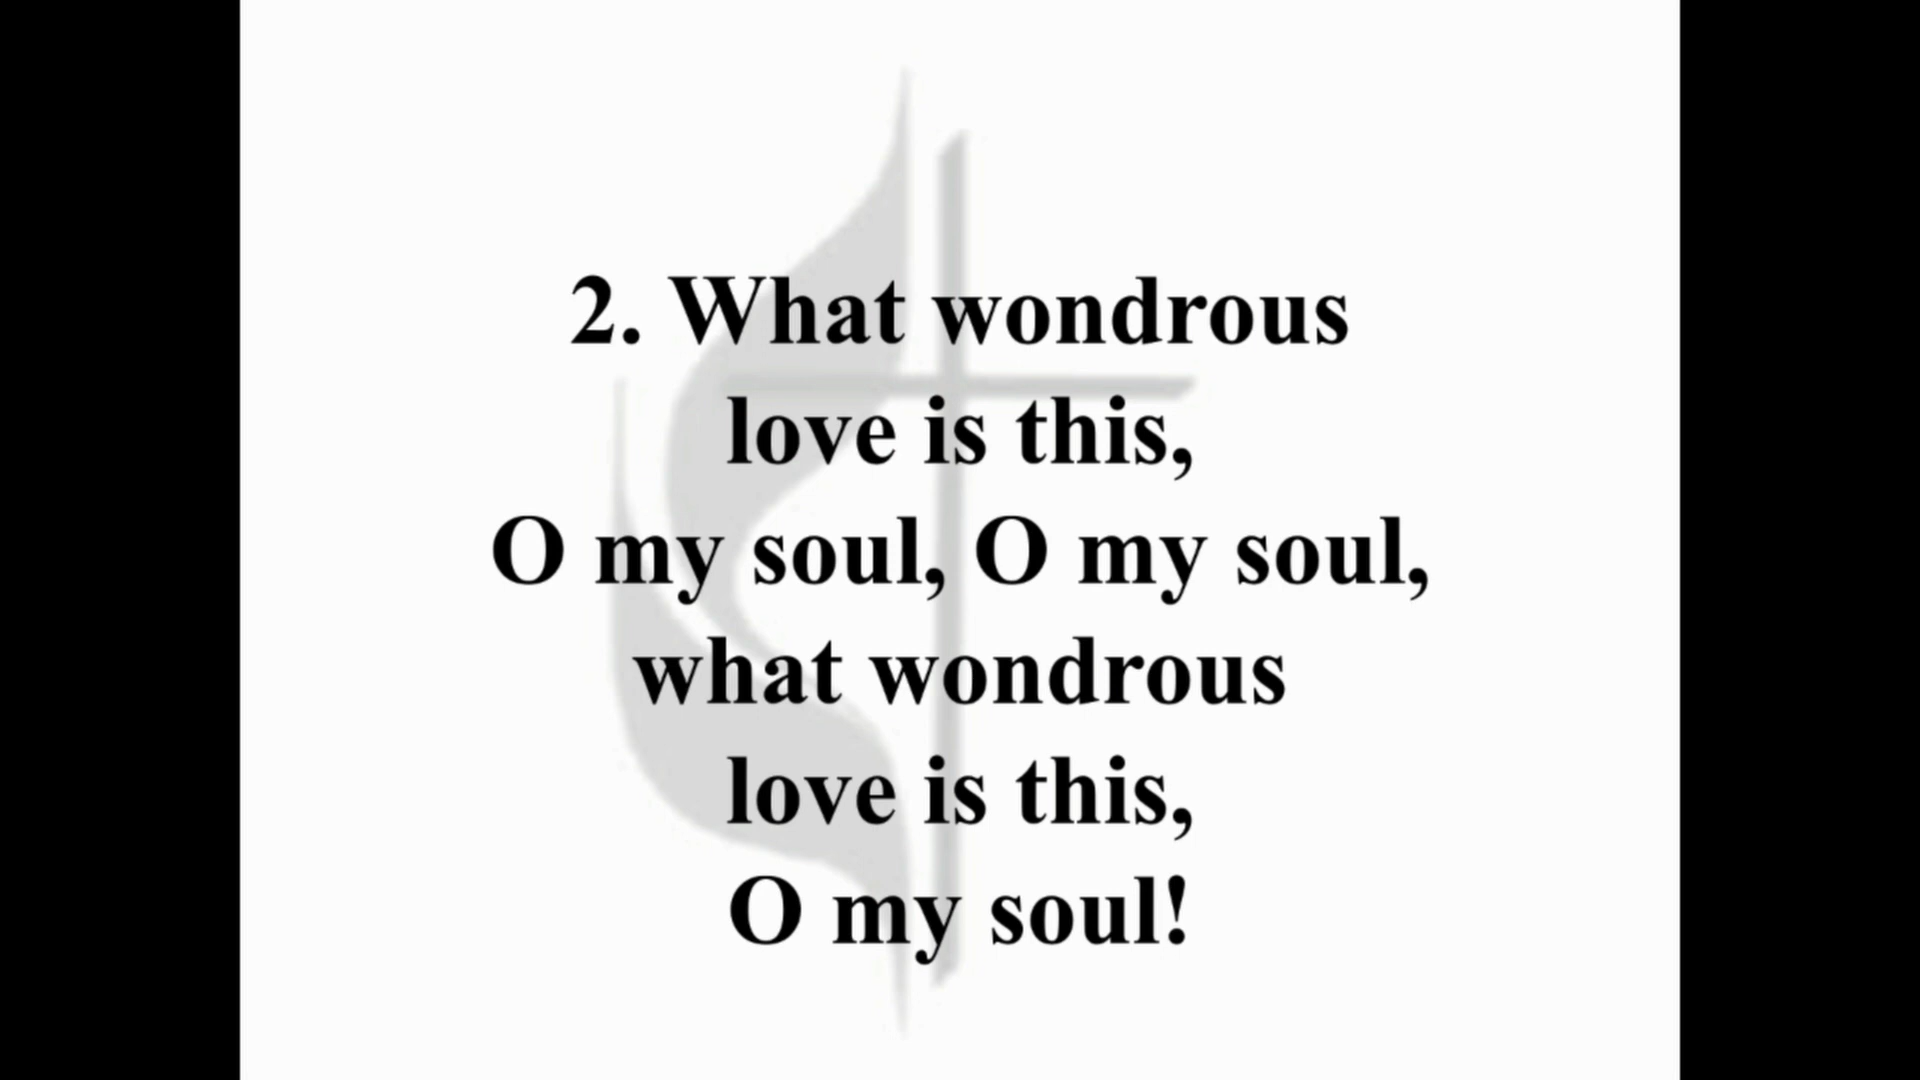 2. What wondrous
love is this,
O my soul, O my soul,
what wondrous
love is this,
O my soul!